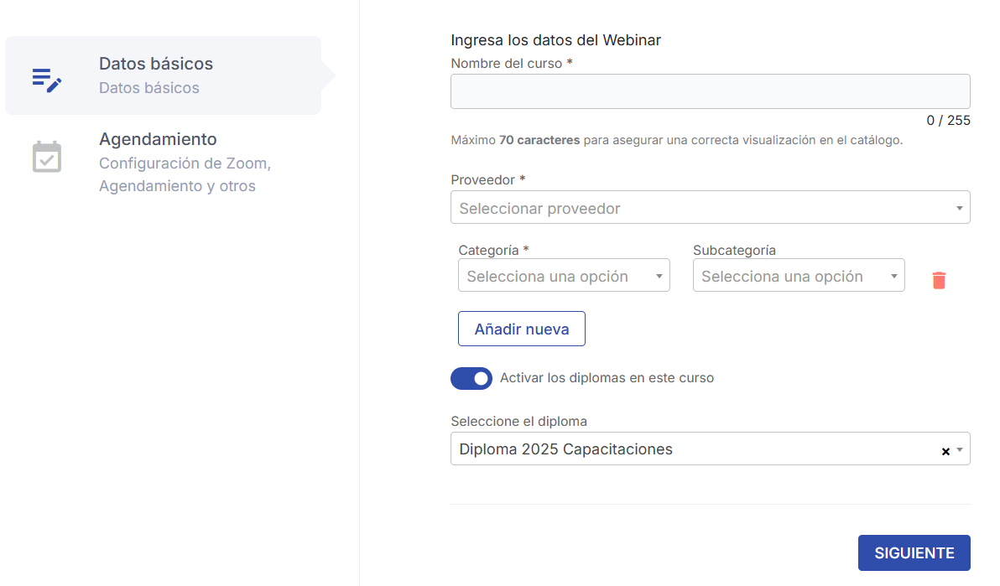 Datos básicos
Datos básicos
Agendamiento
Configuración de Zoom,
Agendamiento y otros
Ingresa los datos del Webinar
Nombre del curso *
0 / 255
Máximo 70 caracteres para asegurar una correcta visualización en el catálogo.
Proveedor *
Seleccionar proveedor
Categoría *
Subcategoría
Selecciona una opción
Selecciona una opción
Añadir nueva
Activar los diplomas en este curso
Seleccione el diploma
Diploma 2025 Capacitaciones
SIGUIENTE